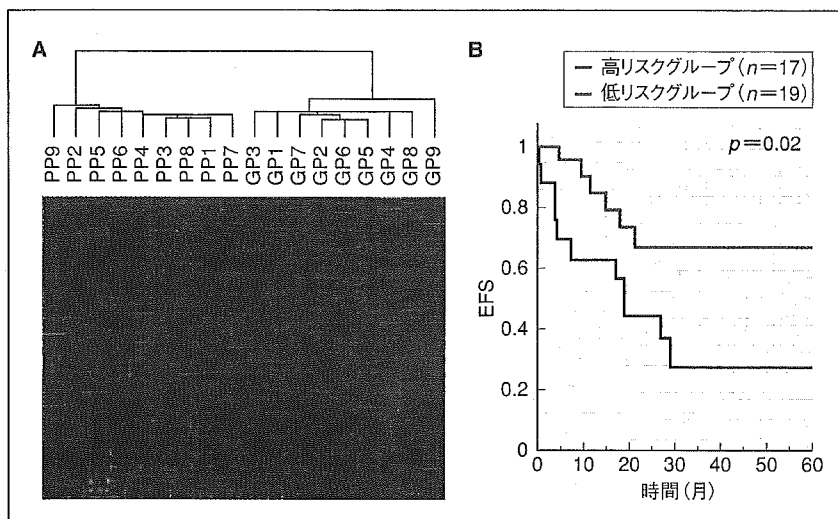 A
PP9 PP2 PP5 PP6 PP4 PP3 PP8 PP1 PP7 GP3 GP1 GP7 GP2 GP6 GP5 GP4 GP8 GP9
B
高リスクグループ(n=17)
低リスクグループ(n=19)
p=0.02
1
0.8
0.6
0.4
0.2
0
EFS
0 10 20 30 40 50 60
時間(月)